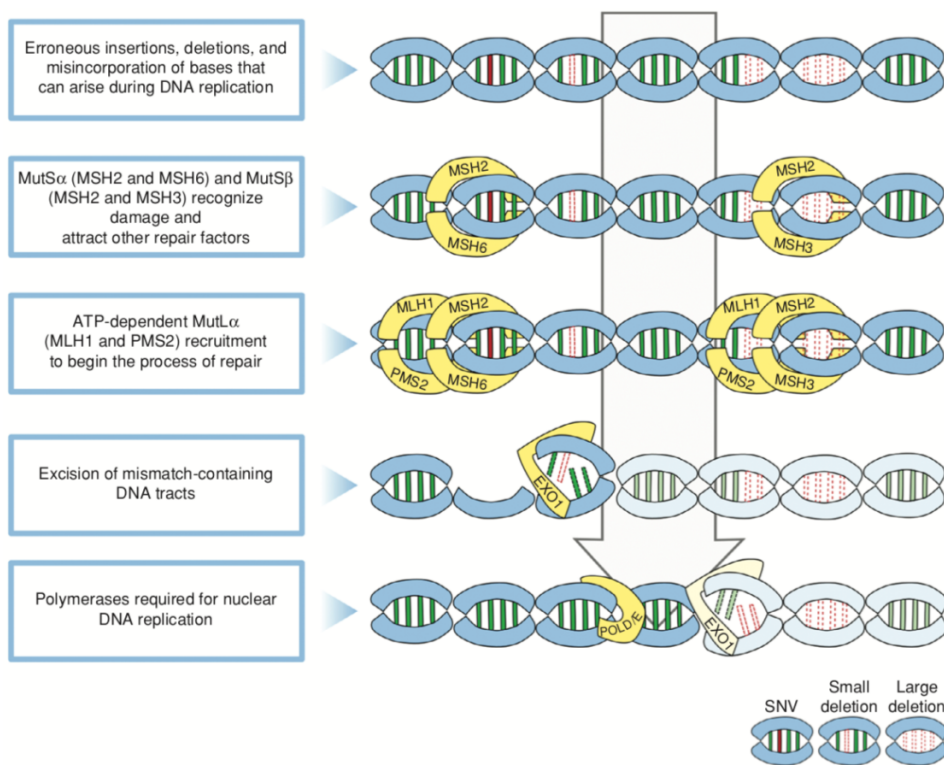 Erroneous insertions, deletions, and
misincorporation of bases that
can arise during DNA replication
MutSα (MSH2 and MSH6) and MutSβ
(MSH2 and MSH3) recognize
damage and
attract other repair factors
MSH2
MSH6
MSH2
MSH3
ATP-dependent MutLα
(MLH1 and PMS2) recruitment
to begin the process of repair
MLH1
MSH2
PMS2
MSH6
MLH1
MSH2
PMS2
MSH3
Excision of mismatch-containing
DNA tracts
EXO1
Polymerases required for nuclear
DNA replication
POLD/E
EXO1
SNV
Small
deletion
Large
deletion